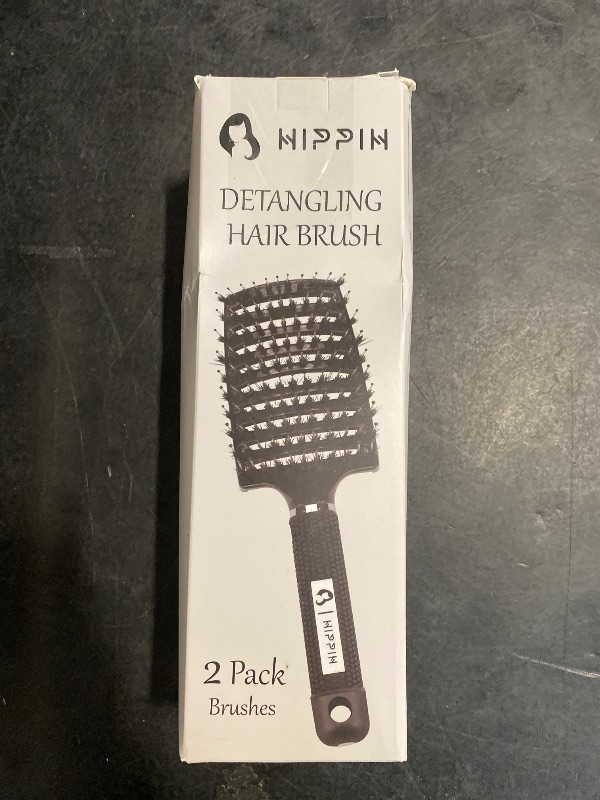 NIPPIN
DETANGLING
HAIR BRUSH
NIPPIN
2 Pack
Brushes